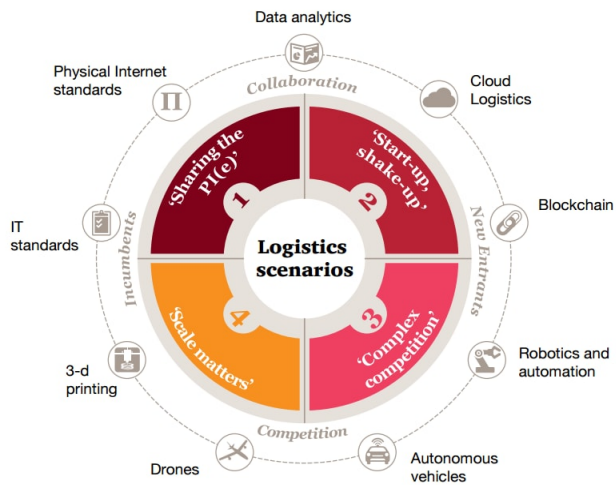 Data analytics
Physical Internet
standards
Π
Collaboration
Cloud
Logistics
'Sharing the
PI(e)'
'Start-up,
shake-up'
1
2
Blockchain
IT
standards
Incumbents
New Entrants
Logistics
scenarios
4
3
'Scale matters'
'Complex
competition'
3-d
printing
Robotics and
automation
Competition
Drones
Autonomous
vehicles